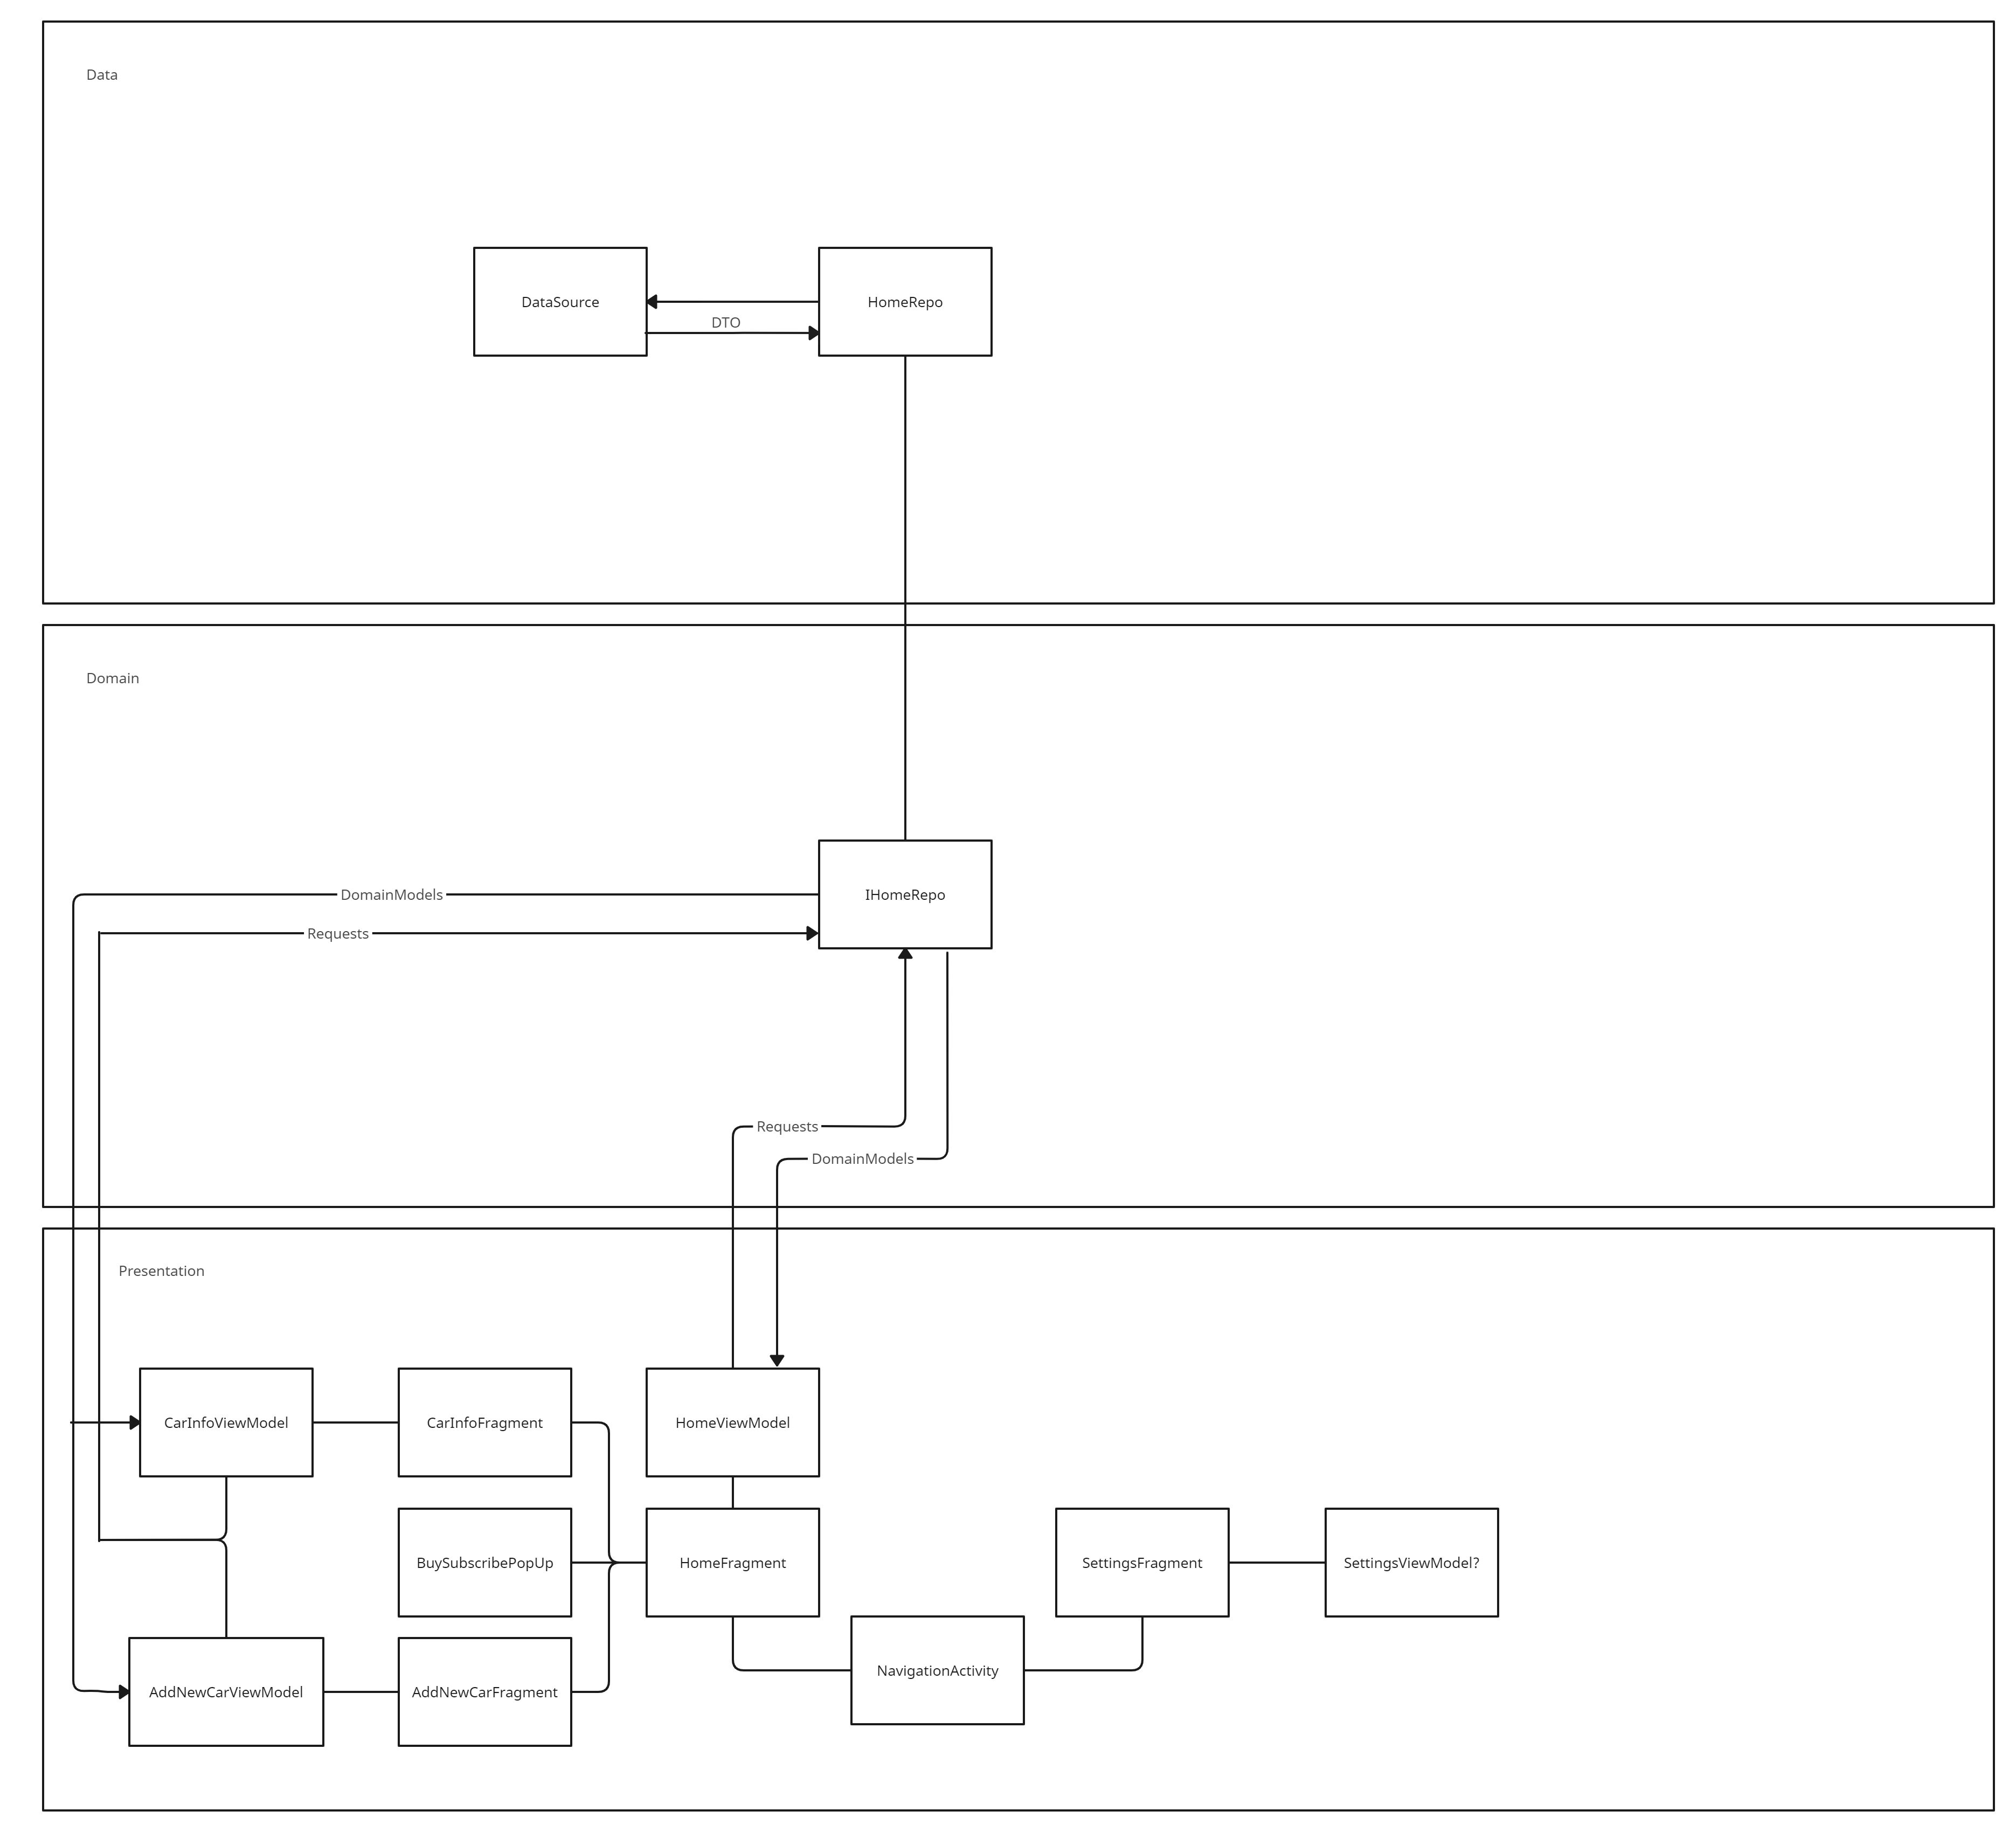 Data
DataSource
HomeRepo
DTO
Domain
IHomeRepo
DomainModels
Requests
Requests
DomainModels
Presentation
CarInfoViewModel
CarInfoFragment
HomeViewModel
BuySubscribePopUp
HomeFragment
SettingsFragment
SettingsViewModel?
NavigationActivity
AddNewCarViewModel
AddNewCarFragment